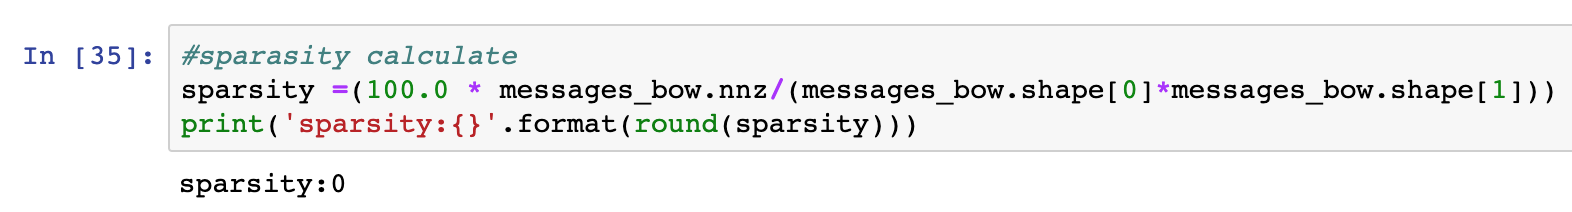 In [35]: #sparasity calculate
sparsity =(100.0 * messages_bow.nnz/(messages_bow.shape[0]*messages_bow.shape[1]))
print('sparsity:{}'.format(round(sparsity)))
sparsity:0